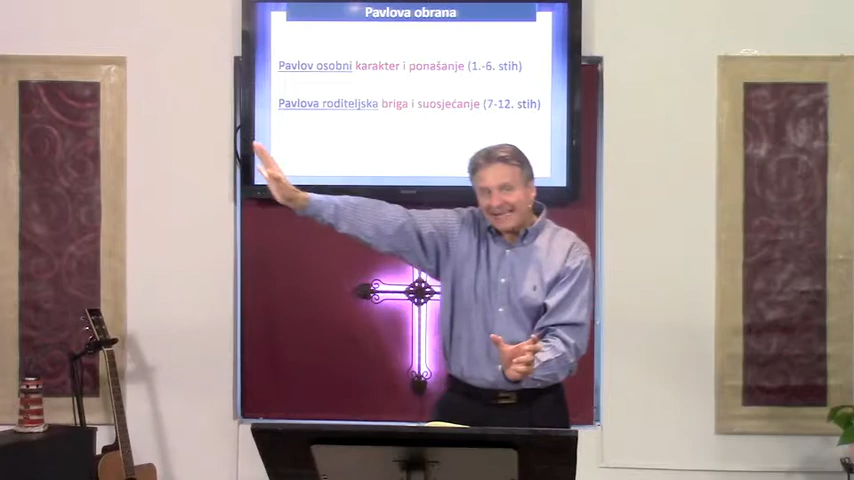 Pavlova obrana
Pavlov osobni karakter i ponašanje (1.-6. stih)
Pavlova roditeljska briga i suosjećanje (7-12. stih)